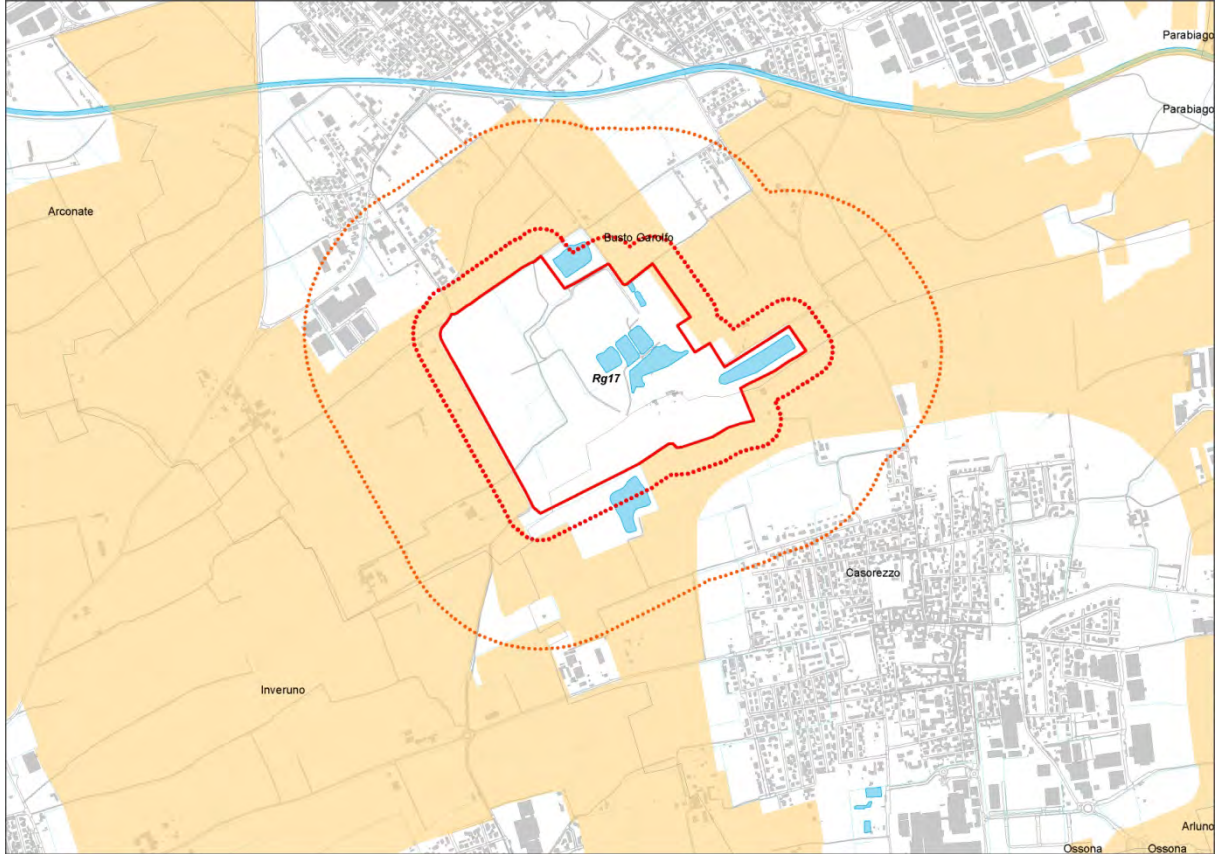 Parabiago
Parabiago
Arconate
Busto Garolfo
Rg17
Casorezzo
Inveruno
Arluno
Ossona
Ossona